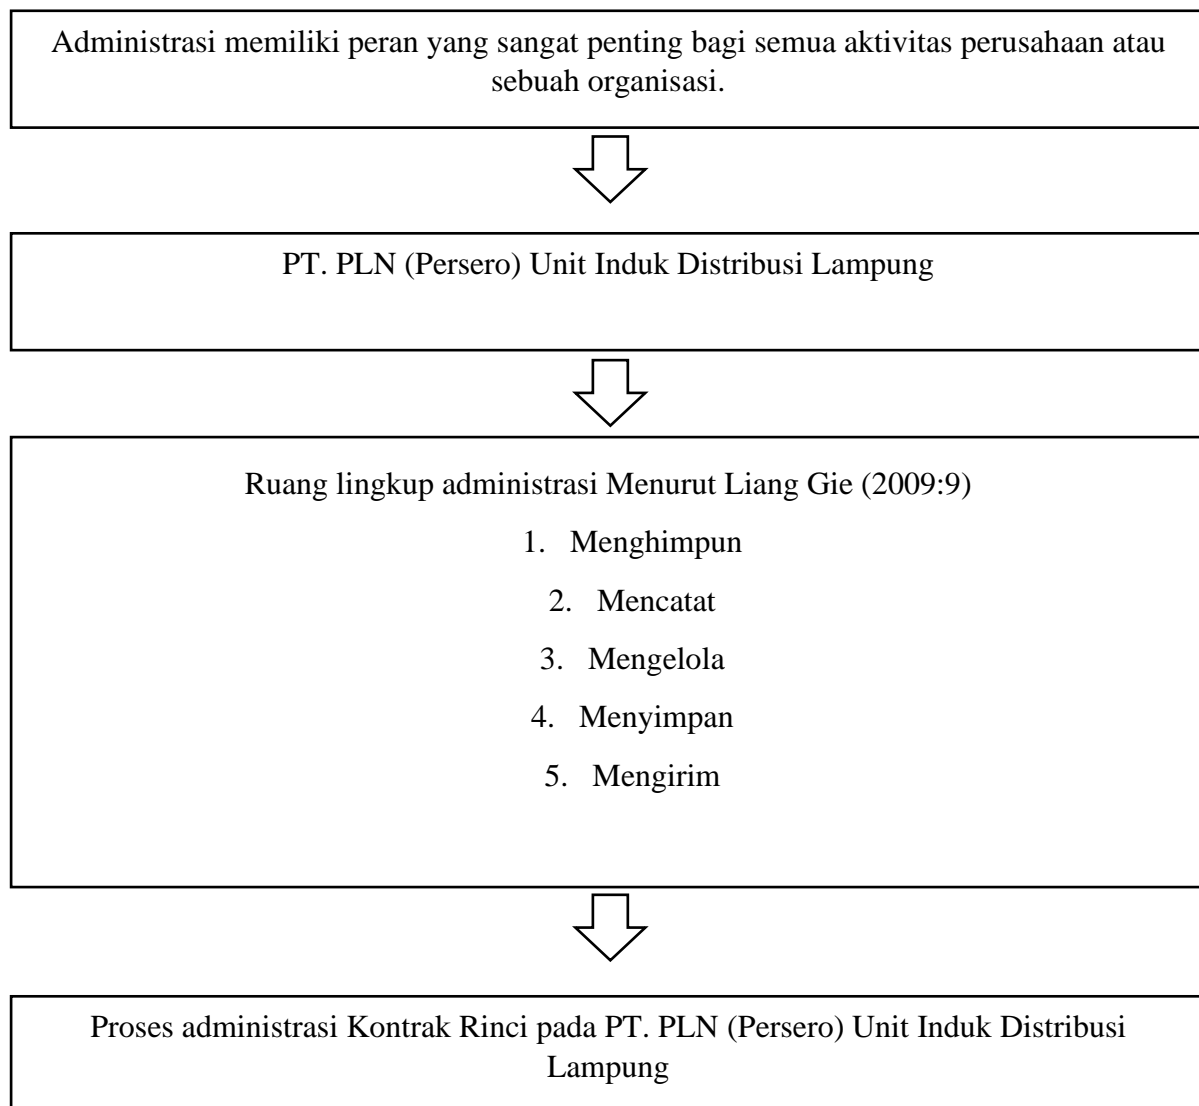 Administrasi memiliki peran yang sangat penting bagi semua aktivitas perusahaan atau
sebuah organisasi.
PT. PLN (Persero) Unit Induk Distribusi Lampung
Ruang lingkup administrasi Menurut Liang Gie (2009:9)
1. Menghimpun
2. Mencatat
3. Mengelola
4. Menyimpan
5. Mengirim
Proses administrasi Kontrak Rinci pada PT. PLN (Persero) Unit Induk Distribusi
Lampung